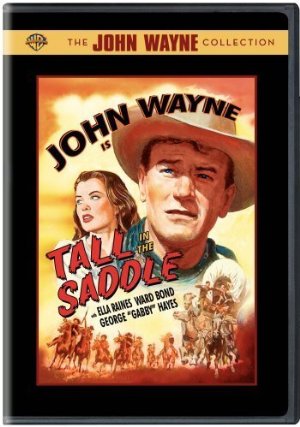 THE JOHN WAYNE COLLECTION
JOHN WAYNE
IS
TALL
IN
THE
SADDLE
with ELLA RAINES WARD BOND
GEORGE "GABBY" HAYES